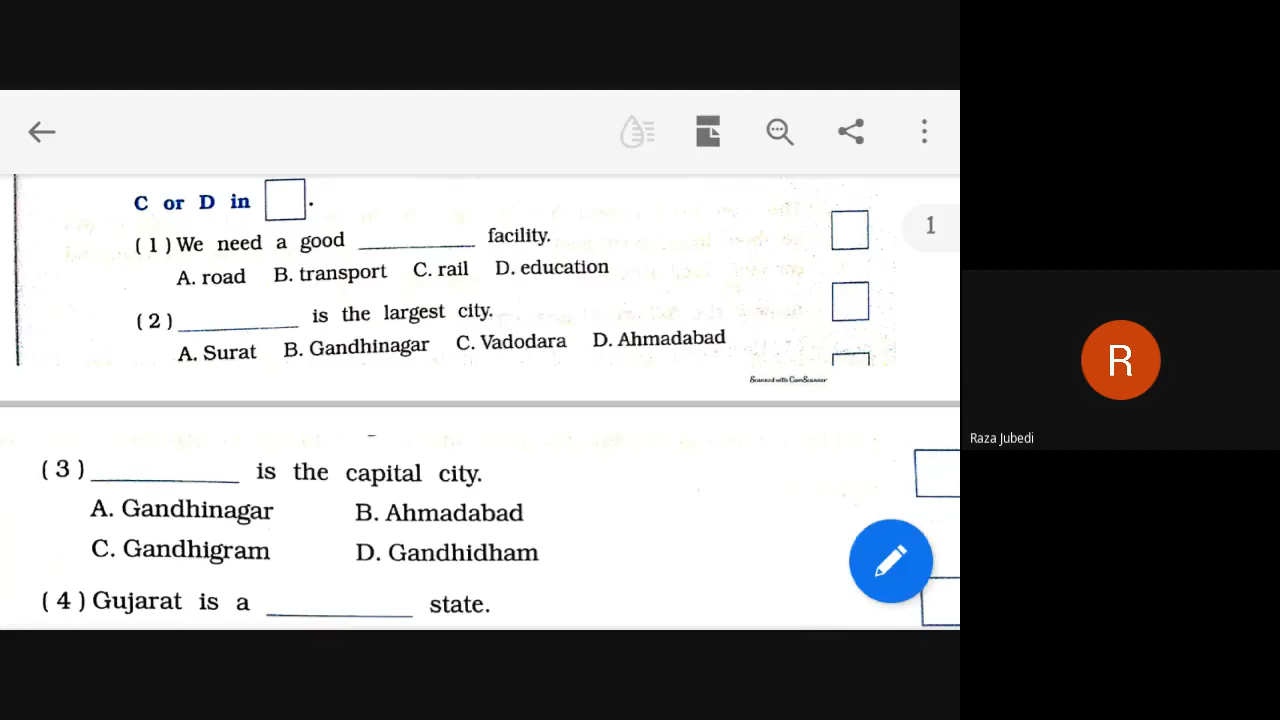 C or D in .
1
( 1 ) We need a good __________ facility.
A. road B. transport C. rail D. education
( 2 ) __________ is the largest city.
A. Surat B. Gandhinagar C. Vadodara D. Ahmadabad
Scanned with CamScanner
( 3 ) __________ is the capital city.
A. Gandhinagar B. Ahmadabad
C. Gandhigram D. Gandhidham
( 4 ) Gujarat is a __________ state.
R
Raza Jubedi